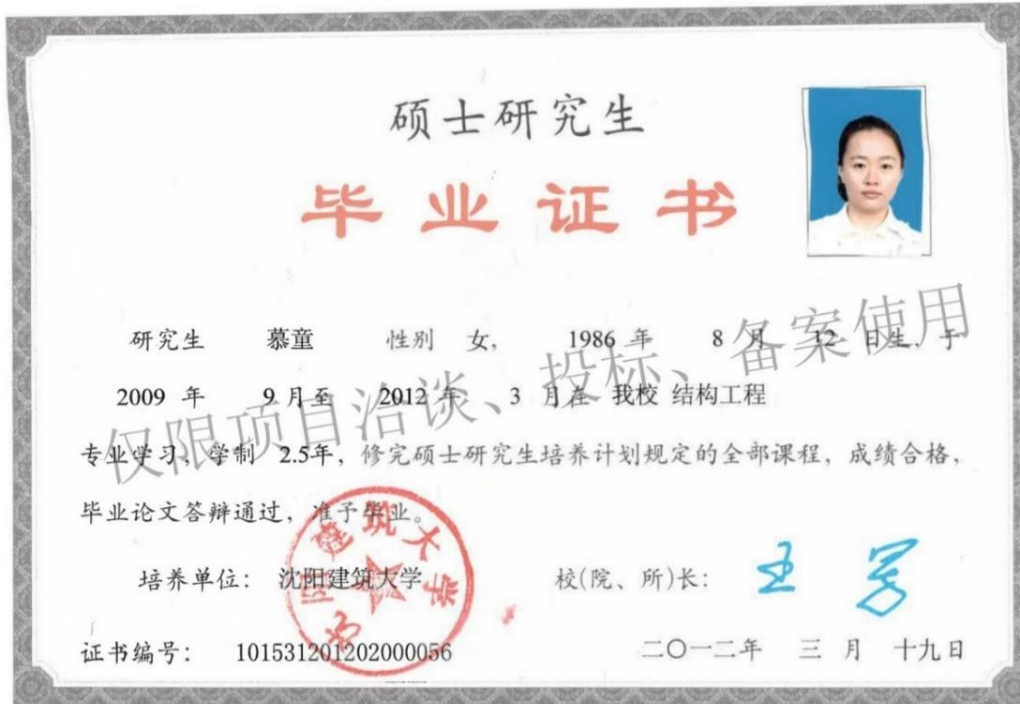 硕士研究生
毕业证书
研究生 慕童 性别 女, 1986 年 8 月 12 日生, 于
2009 年 9 月至 2012 年 3 月在 我校 结构工程
专业学习, 学制 2.5年, 修完硕士研究生培养计划规定的全部课程, 成绩合格,
毕业论文答辩通过, 准予毕业。
培养单位: 沈阳建筑大学
校(院、所)长:
证书编号: 101531201202000056
二〇一二年 三 月 十九日
仅限项目洽谈、投标、备案使用
沈阳建筑大学